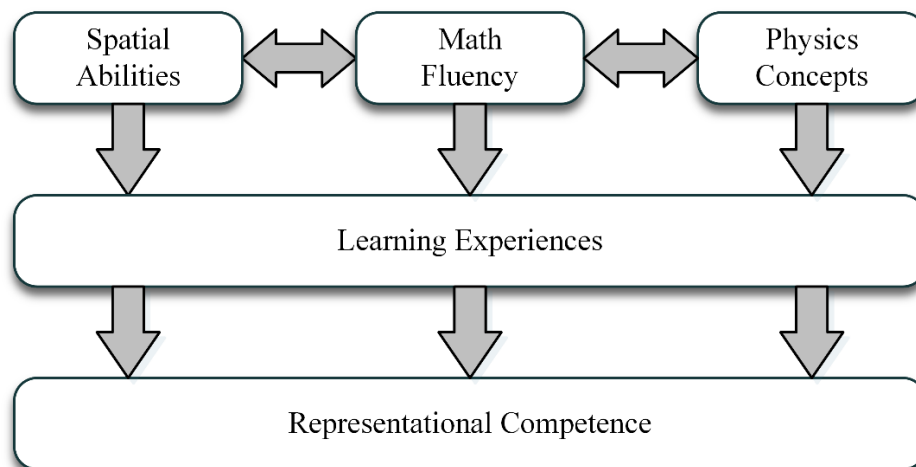 Spatial
Abilities
Math
Fluency
Physics
Concepts
Learning Experiences
Representational Competence